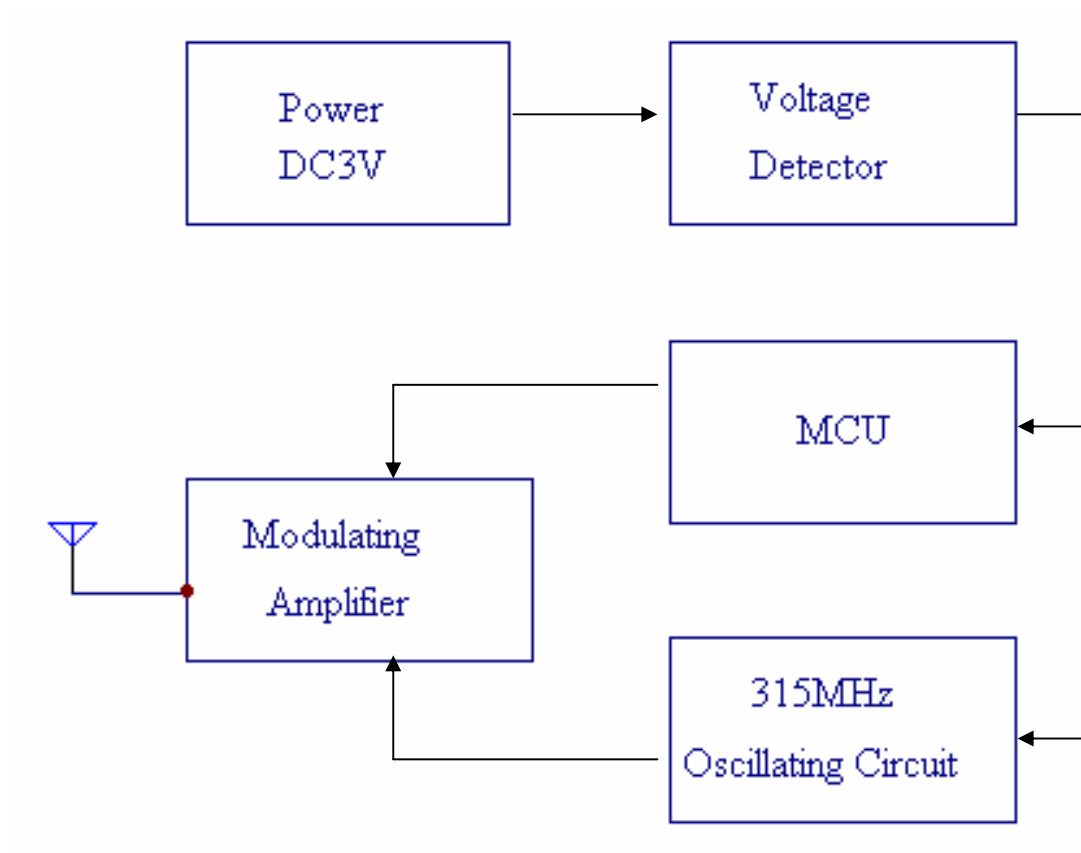 Power
DC3V
Voltage
Detector
MCU
Modulating
Amplifier
315MHz
Oscillating Circuit